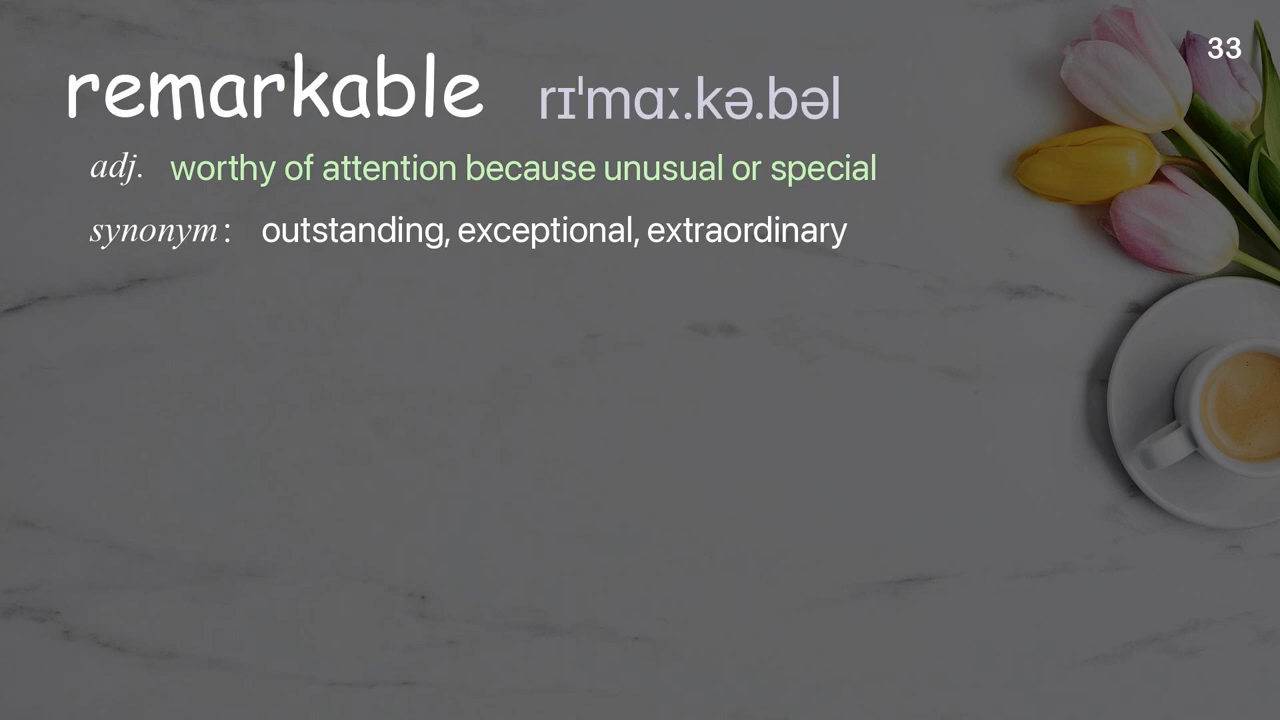 33
remarkable rɪˈmɑː.kə.bəl
adj. worthy of attention because unusual or special
synonym : outstanding, exceptional, extraordinary